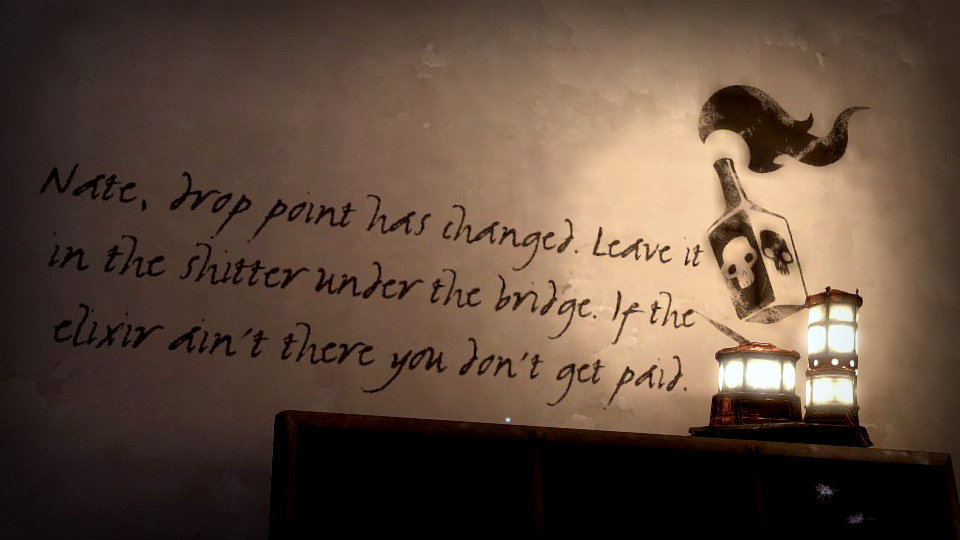 Nate, drop point has changed. Leave it
in the shitter under the bridge. If the
elixir ain't there you don't get paid.